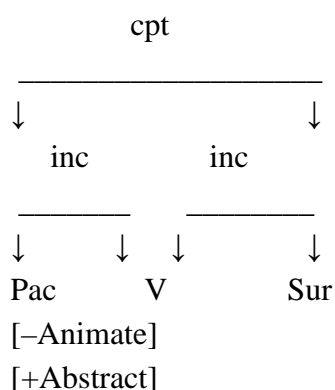 cpt
inc inc
Pac V Sur
[–Animate]
[+Abstract]